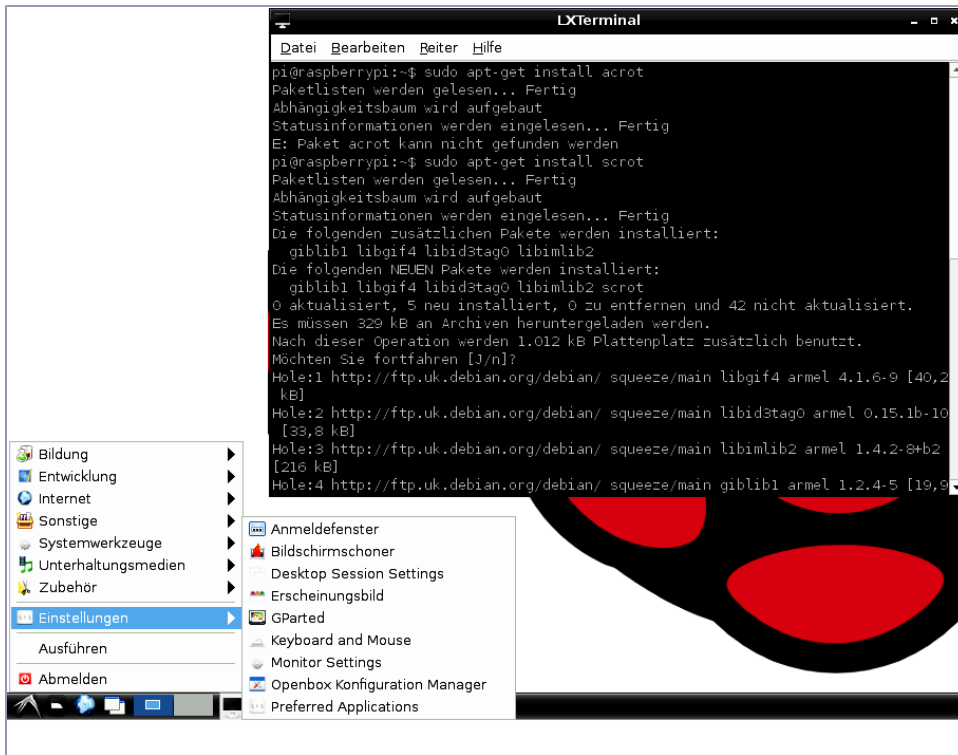 LXTerminal
Datei Bearbeiten Reiter Hilfe
pi@raspberrypi:~$ sudo apt-get install acrot
Paketlisten werden gelesen... Fertig
Abhängigkeitsbaum wird aufgebaut
Statusinformationen werden eingelesen... Fertig
E: Paket acrot kann nicht gefunden werden
pi@raspberrypi:~$ sudo apt-get install scrot
Paketlisten werden gelesen... Fertig
Abhängigkeitsbaum wird aufgebaut
Statusinformationen werden eingelesen... Fertig
Die folgenden zusätzlichen Pakete werden installiert:
  giblib1 libgif4 libid3tag0 libimlib2
Die folgenden NEUEN Pakete werden installiert:
  giblib1 libgif4 libid3tag0 libimlib2 scrot
0 aktualisiert, 5 neu installiert, 0 zu entfernen und 42 nicht aktualisiert.
Es müssen 329 kB an Archiven heruntergeladen werden.
Nach dieser Operation werden 1.012 kB Plattenplatz zusätzlich benutzt.
Möchten Sie fortfahren [J/n]?
Hole:1 http://ftp.uk.debian.org/debian/ squeeze/main libgif4 armel 4.1.6-9 [40,2
 kB]
Hole:2 http://ftp.uk.debian.org/debian/ squeeze/main libid3tag0 armel 0.15.1b-10
 [33,8 kB]
Hole:3 http://ftp.uk.debian.org/debian/ squeeze/main libimlib2 armel 1.4.2-8+b2
[216 kB]
Hole:4 http://ftp.uk.debian.org/debian/ squeeze/main giblib1 armel 1.2.4-5 [19,9
Bildung
Entwicklung
Internet
Sonstige
Systemwerkzeuge
Unterhaltungsmedien
Zubehör
Einstellungen
Ausführen
Abmelden
Anmeldefenster
Bildschirmschoner
Desktop Session Settings
Erscheinungsbild
GParted
Keyboard and Mouse
Monitor Settings
Openbox Konfiguration Manager
Preferred Applications